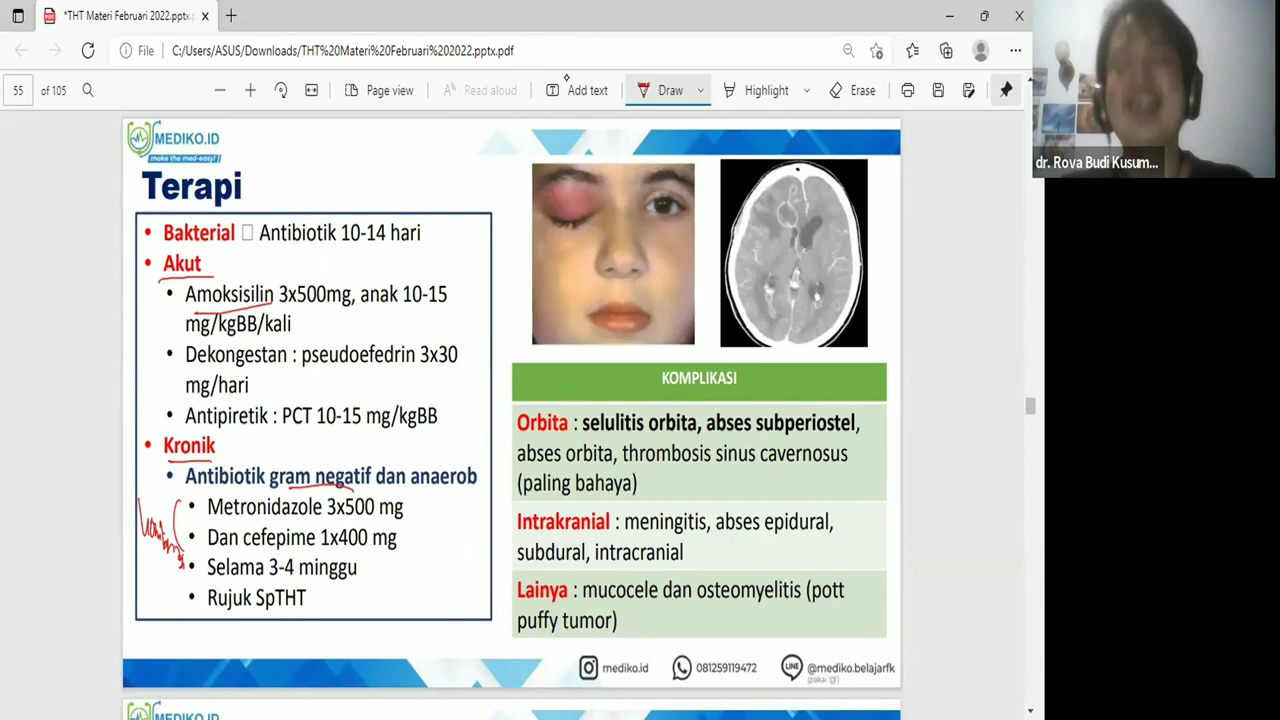 *THT Materi Februari 2022.pptx.p
File
C:/Users/ASUS/Downloads/THT%20Materi%20Februari%202022.pptx.pdf
55 of 105
Page view
Read aloud
Add text
Draw
Highlight
Erase
dr. Rova Budi Kusum...
MEDIKO.ID
make the med-easy!
Terapi
• Bakterial □ Antibiotik 10-14 hari
• Akut
• Amoksisilin 3x500mg, anak 10-15
mg/kgBB/kali
• Dekongestan : pseudoefedrin 3x30
mg/hari
• Antipiretik : PCT 10-15 mg/kgBB
• Kronik
• Antibiotik gram negatif dan anaerob
• Metronidazole 3x500 mg
• Dan cefepime 1x400 mg
• Selama 3-4 minggu
• Rujuk SpTHT
KOMPLIKASI
Orbita : selulitis orbita, abses subperiostel,
abses orbita, thrombosis sinus cavernosus
(paling bahaya)
Intrakranial : meningitis, abses epidural,
subdural, intracranial
Lainya : mucocele dan osteomyelitis (pott
puffy tumor)
mediko.id
081259119472
@mediko.belajarfk
(pakai '@')
MEDIKO.ID